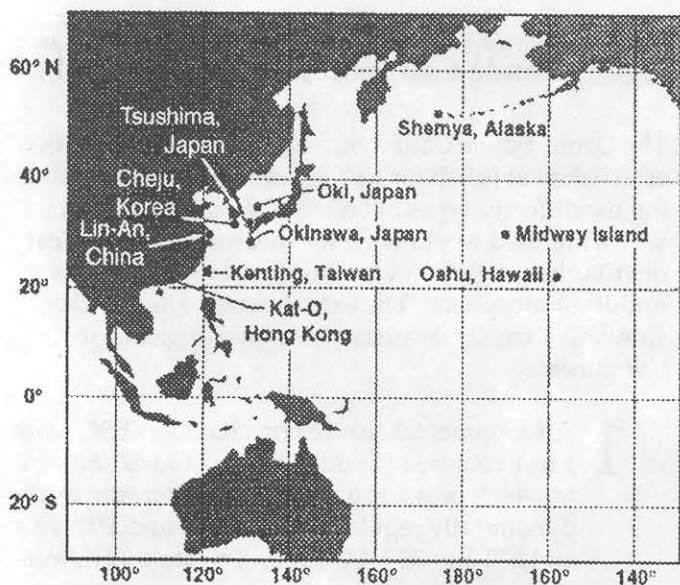 60° N
40°
20°
0°
20° S
100°
120°
140°
160°
180°
160°
140°
Tsushima,
Japan
Cheju,
Korea
Lin-An,
China
Shemya, Alaska
Oki, Japan
Okinawa, Japan
Midway Island
Kenting, Taiwan
Oahu, Hawaii
Kat-O,
Hong Kong